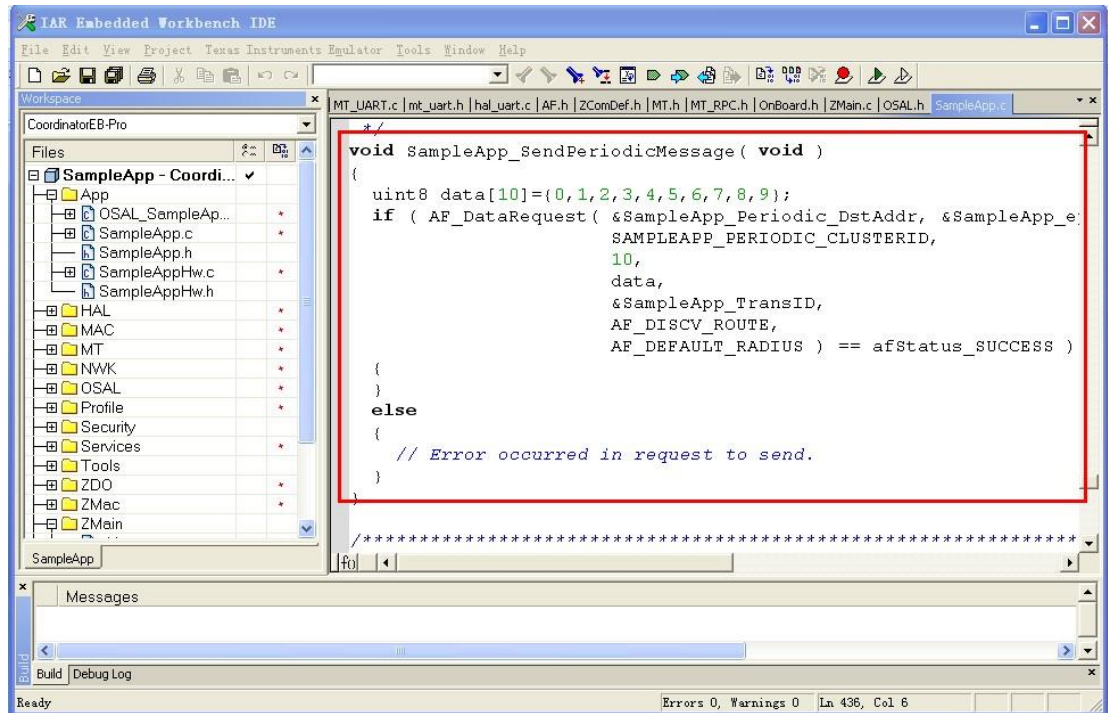 IAR Embedded Workbench IDE
File Edit View Project Texas Instruments Emulator Tools Window Help
Workspace
CoordinatorEB-Pro
Files
SampleApp - Coordi...
App
OSAL_SampleAp...
SampleApp.c
SampleApp.h
SampleAppHw.c
SampleAppHw.h
HAL
MAC
MT
NWK
OSAL
Profile
Security
Services
Tools
ZDO
ZMac
ZMain
SampleApp
MT_UART.c | mt_uart.h | hal_uart.c | AF.h | ZComDef.h | MT.h | MT_RPC.h | OnBoard.h | ZMain.c | OSAL.h SampleApp.c
*/
void SampleApp_SendPeriodicMessage( void )
{
uint8 data[10]={0,1,2,3,4,5,6,7,8,9};
if ( AF_DataRequest( &SampleApp_Periodic_DstAddr, &SampleApp_e
SAMPLEAPP_PERIODIC_CLUSTERID,
10,
data,
&SampleApp_TransID,
AF_DISCV_ROUTE,
AF_DEFAULT_RADIUS ) == afStatus_SUCCESS )
{
}
else
{
// Error occurred in request to send.
}
}
/****************************************************************
f0
Messages
Build
Build Debug Log
Ready Errors 0, Warnings 0 Ln 436, Col 6